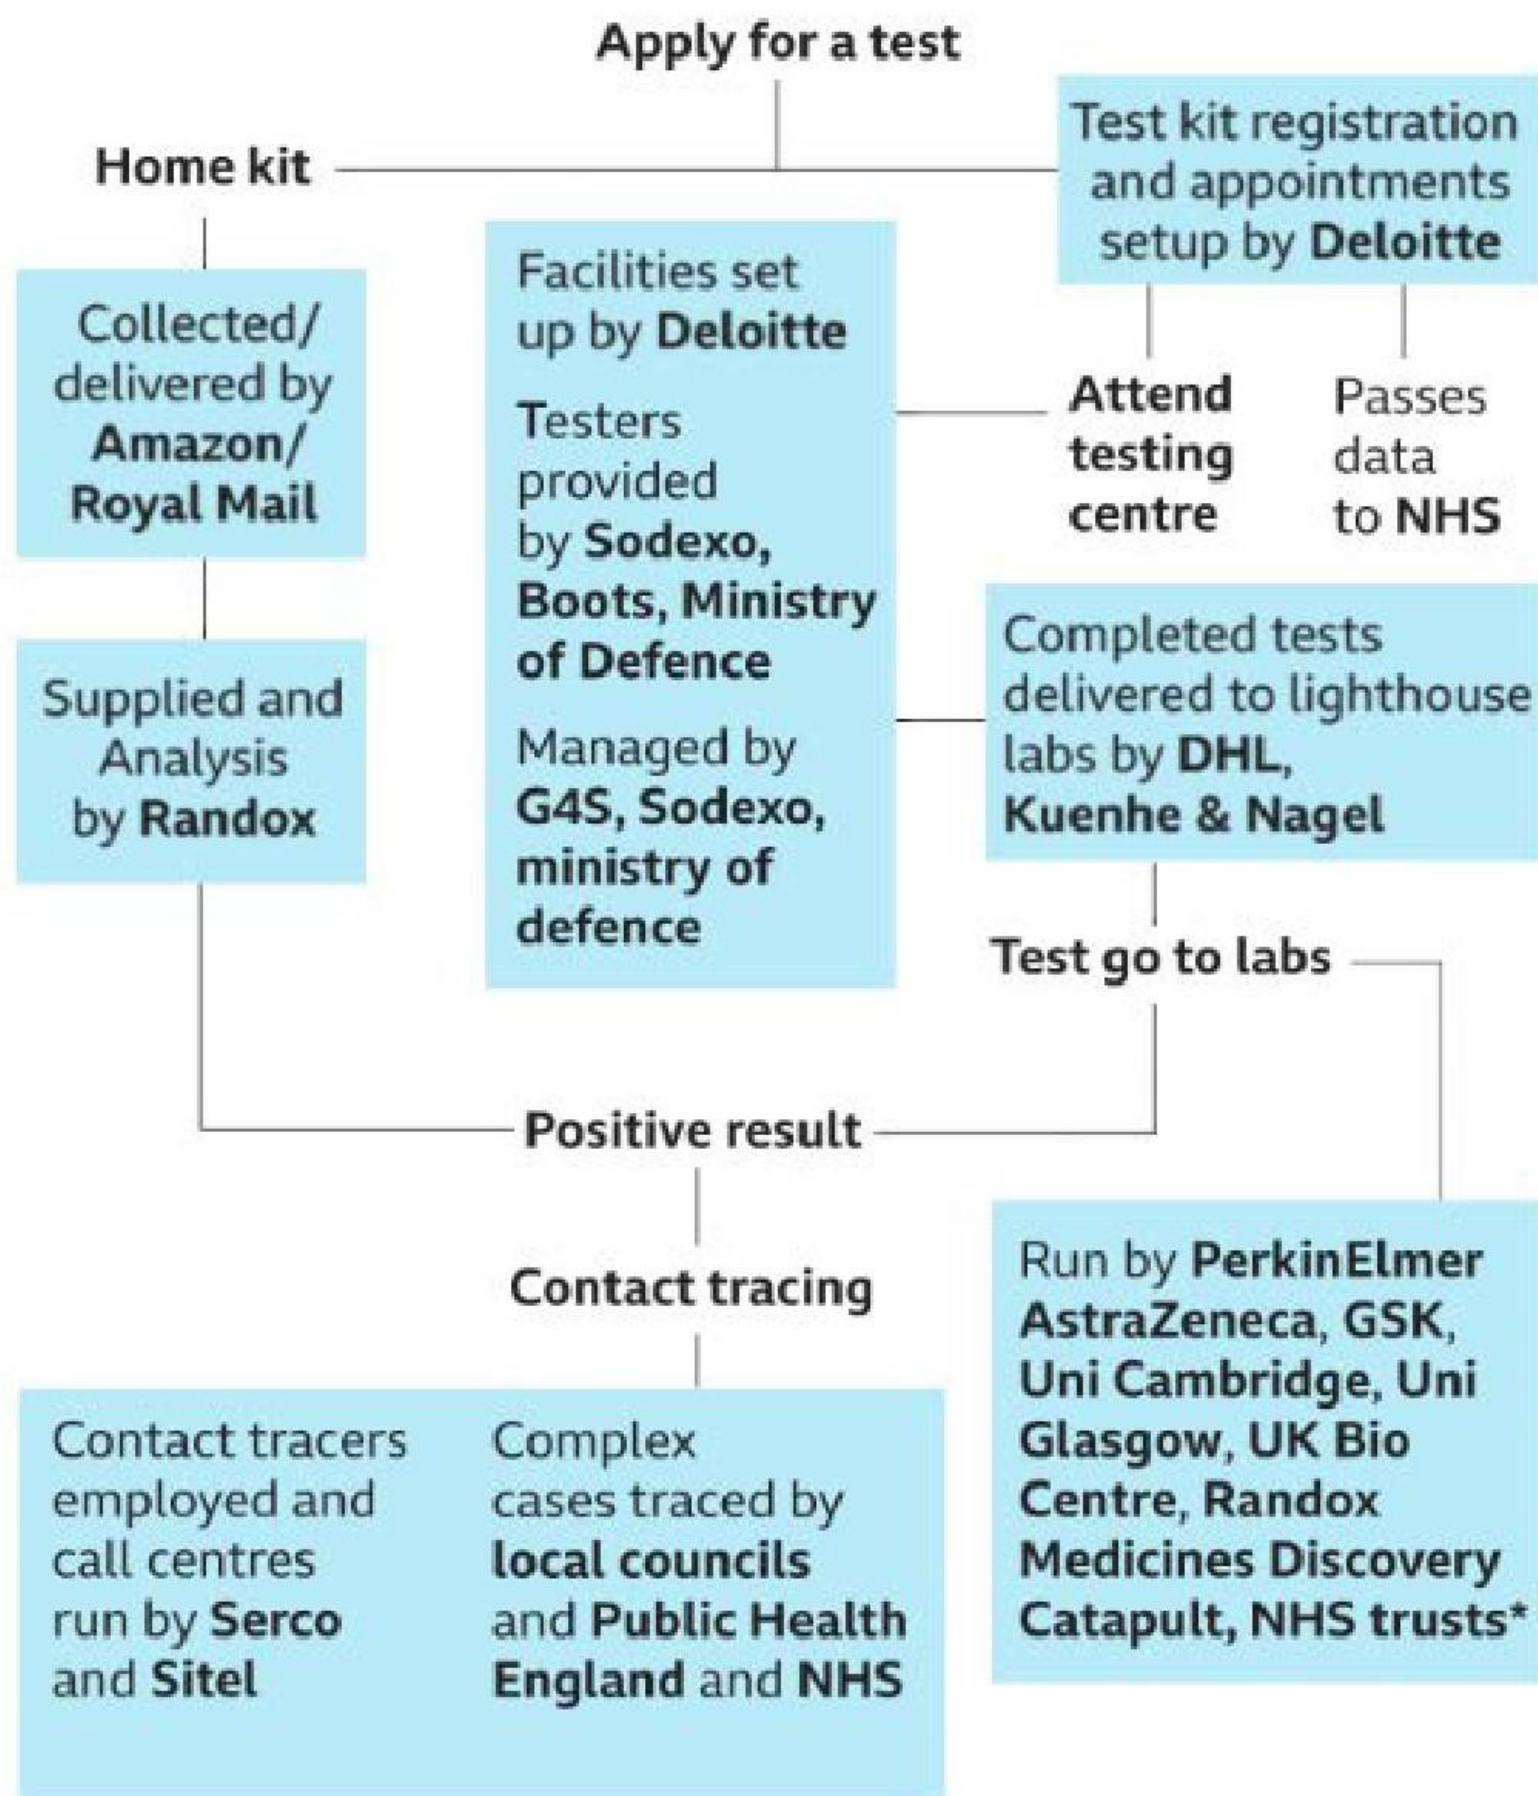 Apply for a test
Home kit
Test kit registration
and appointments
setup by Deloitte
Collected/
delivered by
Amazon/
Royal Mail
Supplied and
Analysis
by Randox
Facilities set
up by Deloitte
Testers
provided
by Sodexo,
Boots, Ministry
of Defence
Managed by
G4S, Sodexo,
ministry of
defence
Attend
testing
centre
Passes
data
to NHS
Completed tests
delivered to lighthouse
labs by DHL,
Kuenhe & Nagel
Test go to labs
Positive result
Contact tracing
Contact tracers
employed and
call centres
run by Serco
and Sitel
Complex
cases traced by
local councils
and Public Health
England and NHS
Run by PerkinElmer
AstraZeneca, GSK,
Uni Cambridge, Uni
Glasgow, UK Bio
Centre, Randox
Medicines Discovery
Catapult, NHS trusts*